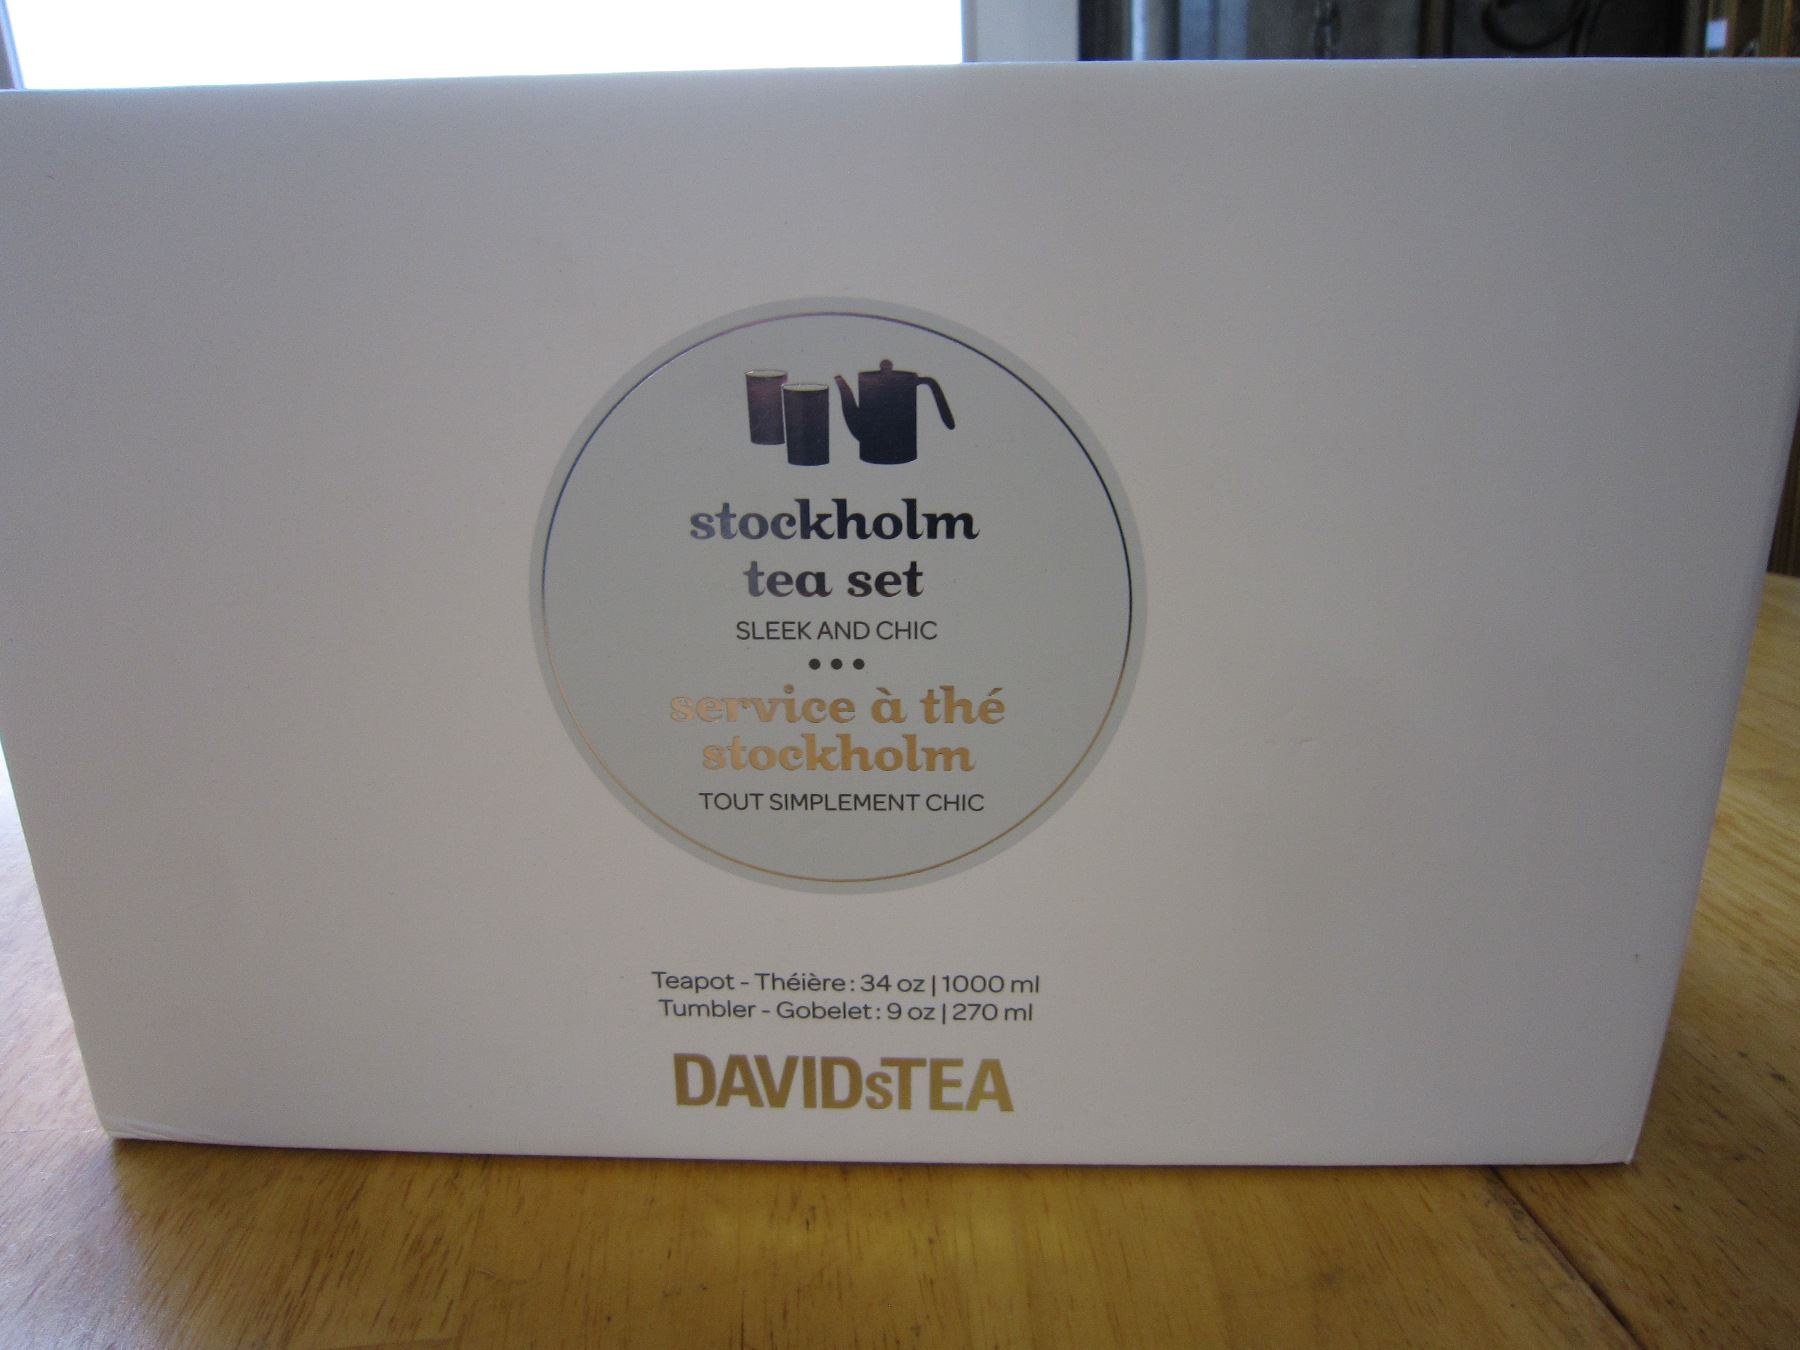 stockholm
tea set
SLEEK AND CHIC
•••
service à thé
stockholm
TOUT SIMPLEMENT CHIC
Teapot - Théière : 34 oz | 1000 ml
Tumbler - Gobelet : 9 oz | 270 ml
DAVIDsTEA